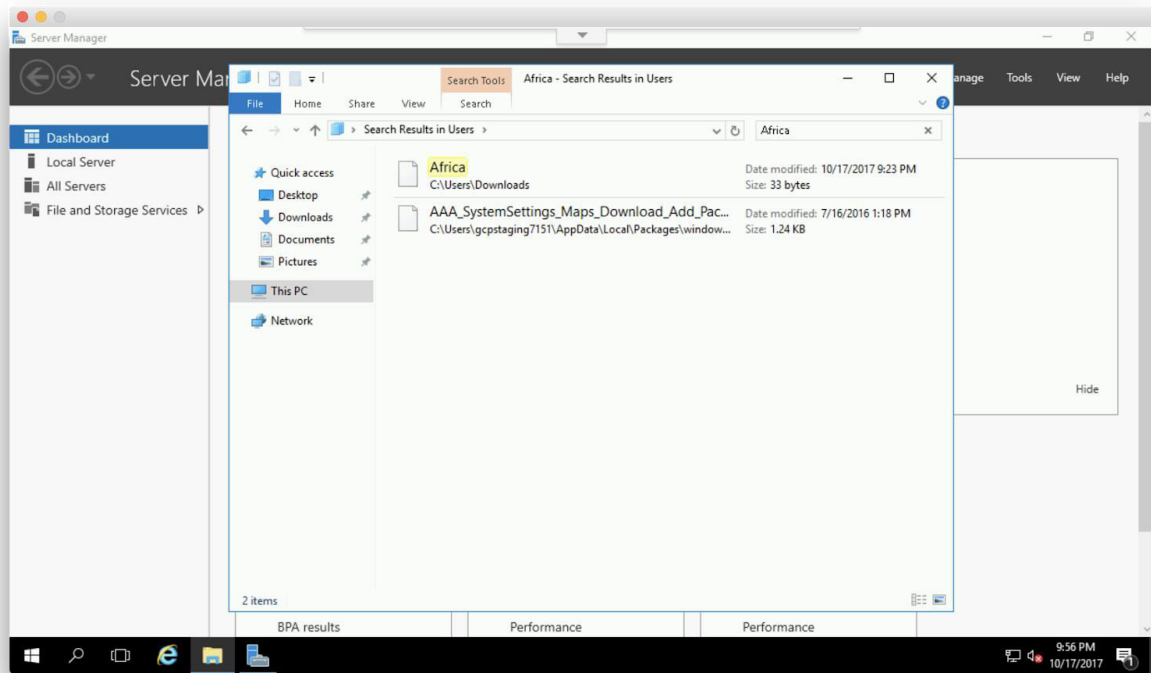 Server Manager
Server Mar
anage Tools View Help
Search Tools Africa - Search Results in Users
File Home Share View Search
Search Results in Users
Africa
Dashboard
Local Server
All Servers
File and Storage Services
Quick access
Desktop
Downloads
Documents
Pictures
This PC
Network
Africa
C:\Users\Downloads
Date modified: 10/17/2017 9:23 PM
Size: 33 bytes
AAA_SystemSettings_Maps_Download_Add_Pac...
C:\Users\gcpstaging7151\AppData\Local\Packages\window...
Date modified: 7/16/2016 1:18 PM
Size: 1.24 KB
Hide
2 items
BPA results Performance Performance
9:56 PM
10/17/2017
1